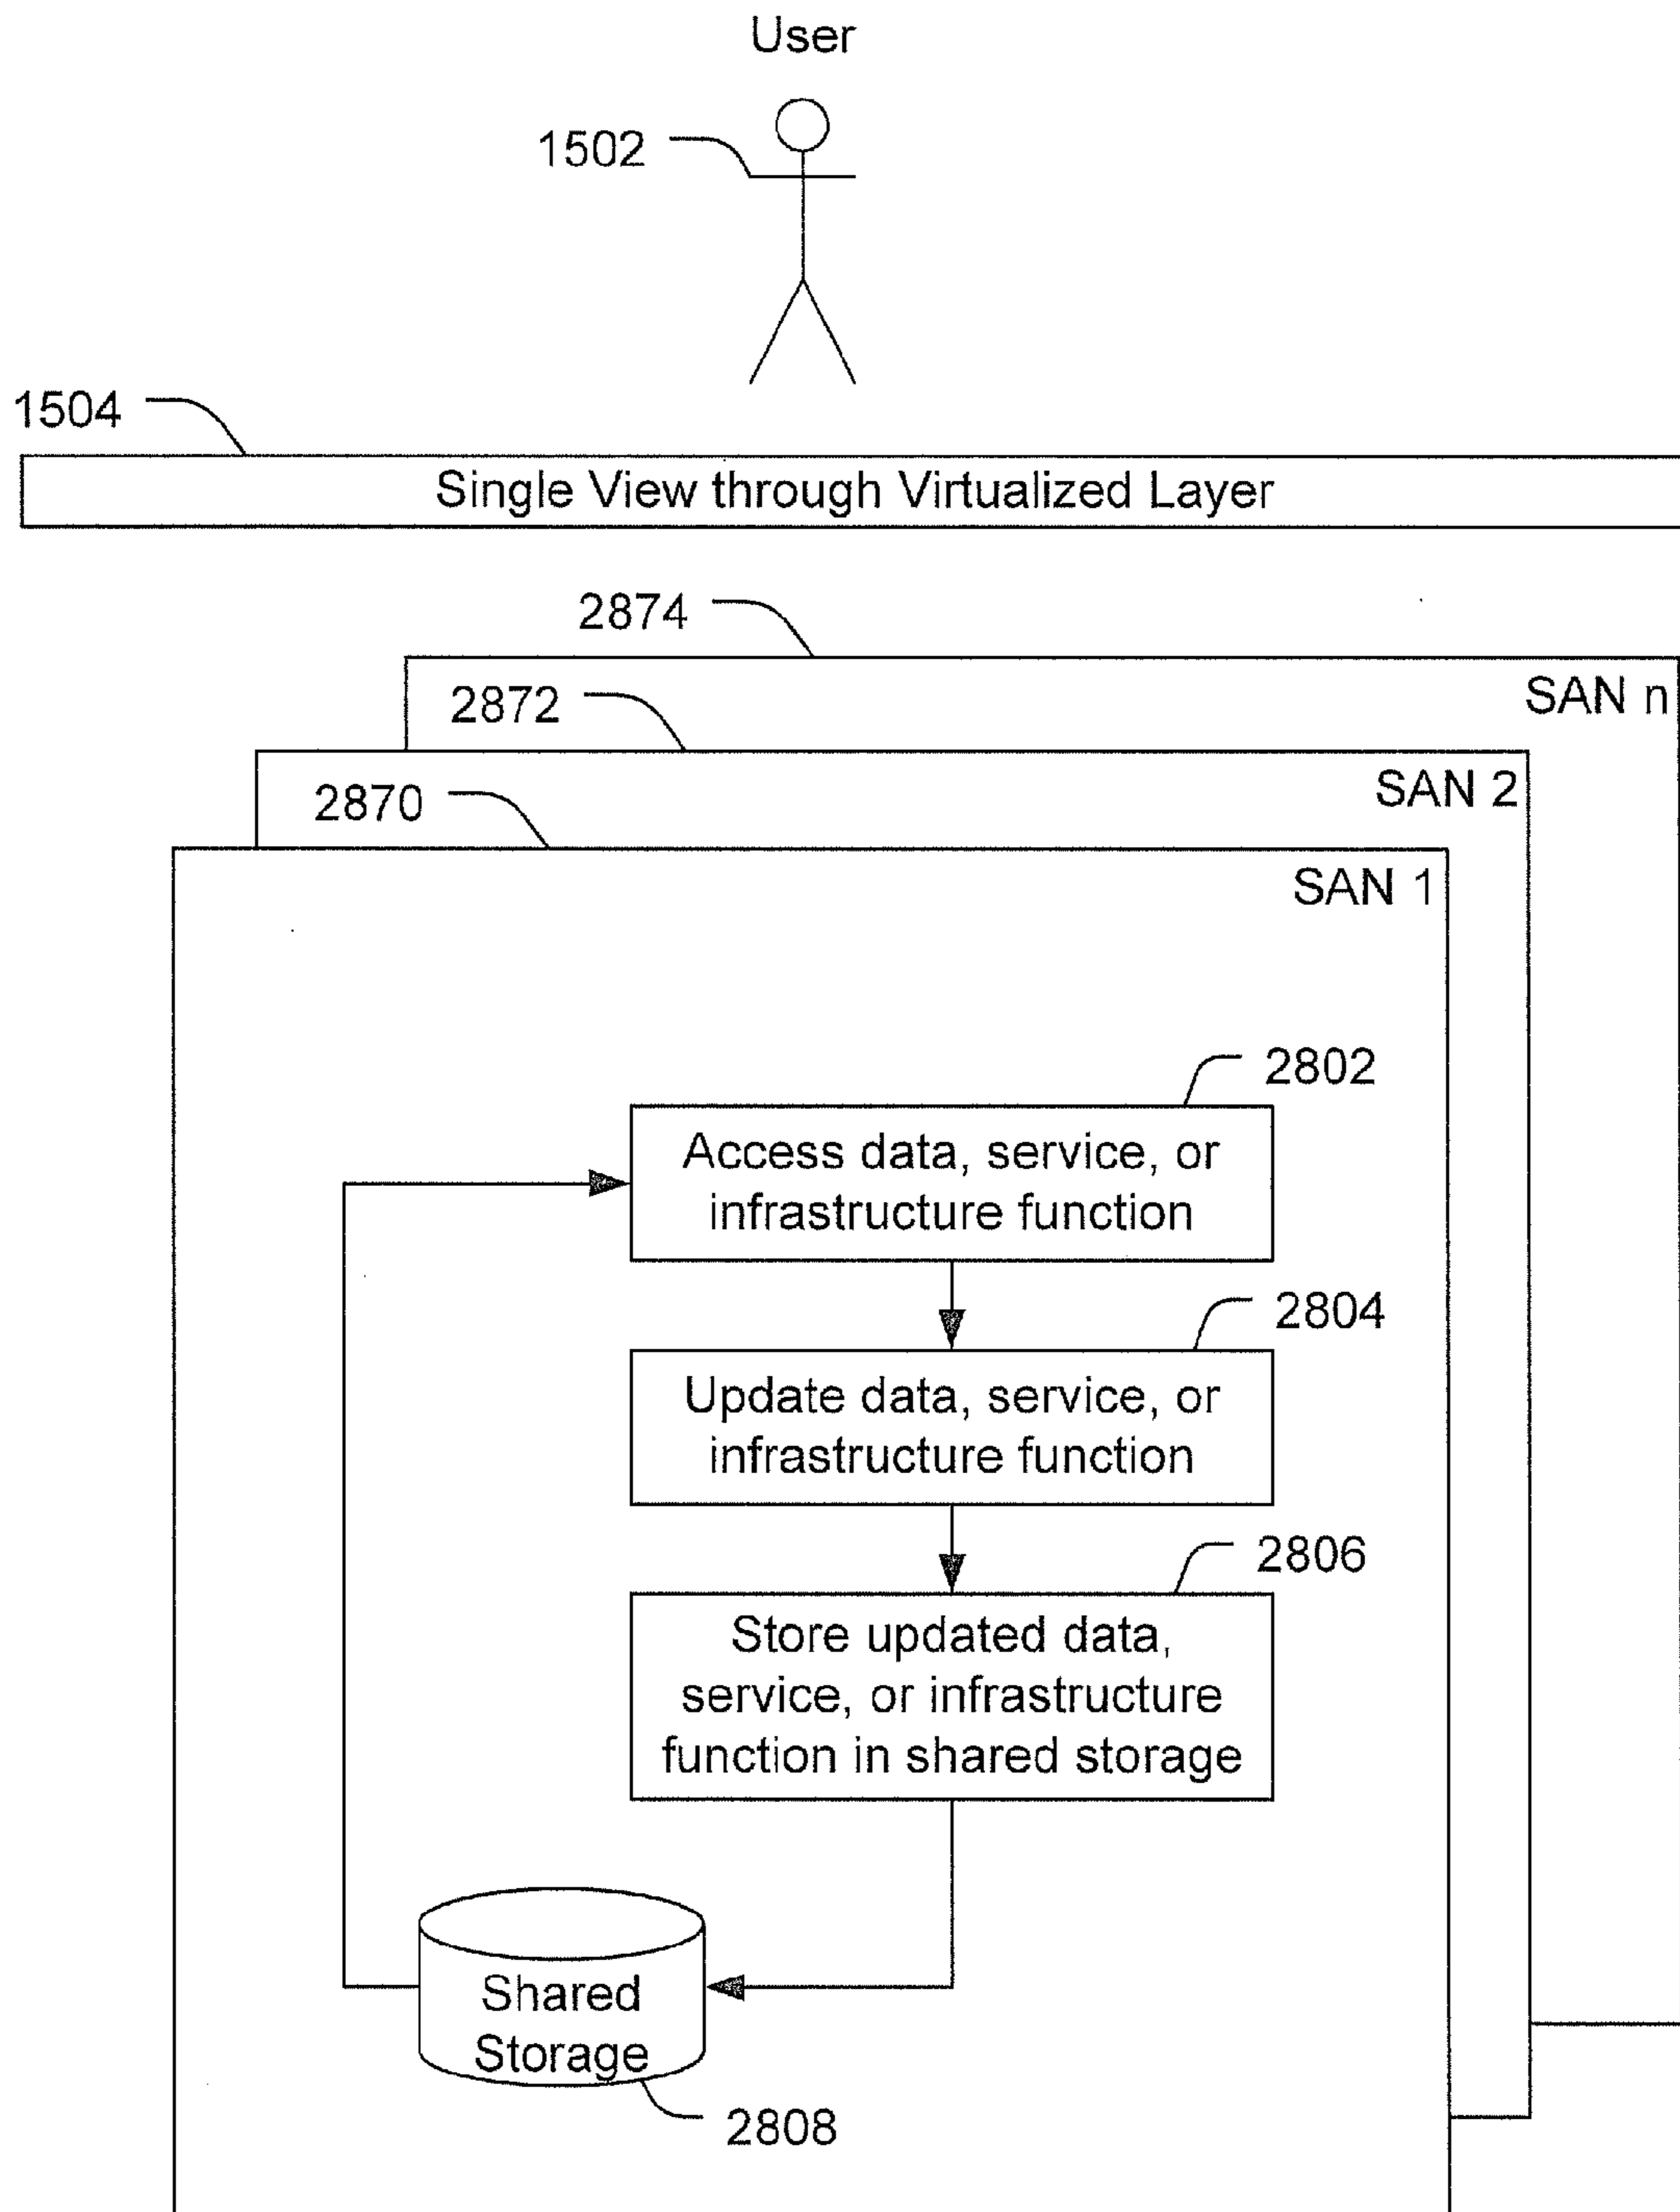 User
1502
1504
Single View through Virtualized Layer
2874
SAN n
2872
SAN 2
2870
SAN 1
2802
Access data, service, or
infrastructure function
2804
Update data, service, or
infrastructure function
2806
Store updated data,
service, or infrastructure
function in shared storage
Shared
Storage
2808